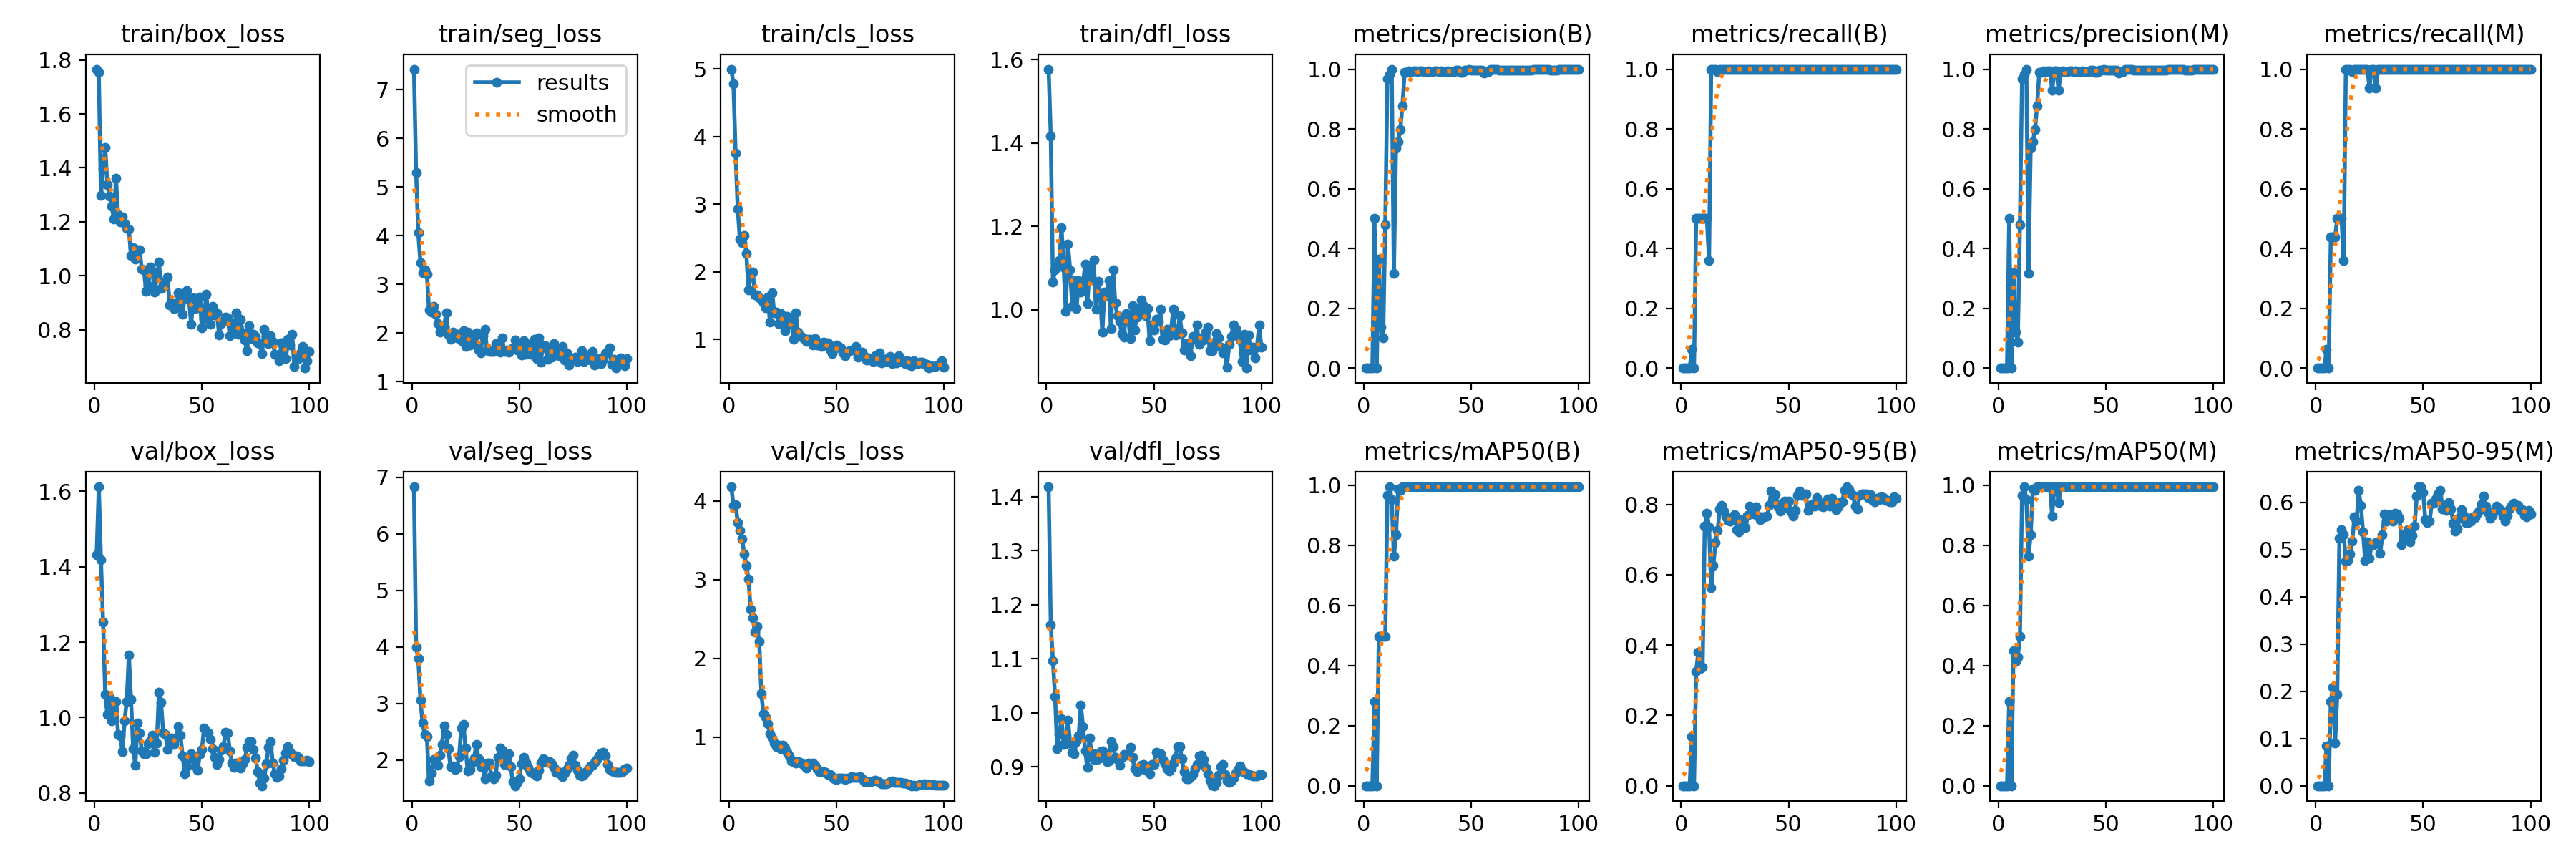 train/box_loss
train/seg_loss
train/cls_loss
train/dfl_loss
metrics/precision(B)
metrics/recall(B)
metrics/precision(M)
metrics/recall(M)
1.8
1.6
1.4
1.2
1.0
0.8
0 50 100
results
smooth
7
6
5
4
3
2
1
0 50 100
5
4
3
2
1
0 50 100
1.6
1.4
1.2
1.0
0 50 100
1.0
0.8
0.6
0.4
0.2
0.0
0 50 100
1.0
0.8
0.6
0.4
0.2
0.0
0 50 100
1.0
0.8
0.6
0.4
0.2
0.0
0 50 100
1.0
0.8
0.6
0.4
0.2
0.0
0 50 100
val/box_loss
val/seg_loss
val/cls_loss
val/dfl_loss
metrics/mAP50(B)
metrics/mAP50-95(B)
metrics/mAP50(M)
metrics/mAP50-95(M)
1.6
1.4
1.2
1.0
0.8
0 50 100
7
6
5
4
3
2
0 50 100
4
3
2
1
0 50 100
1.4
1.3
1.2
1.1
1.0
0.9
0 50 100
1.0
0.8
0.6
0.4
0.2
0.0
0 50 100
0.8
0.6
0.4
0.2
0.0
0 50 100
1.0
0.8
0.6
0.4
0.2
0.0
0 50 100
0.6
0.5
0.4
0.3
0.2
0.1
0.0
0 50 100